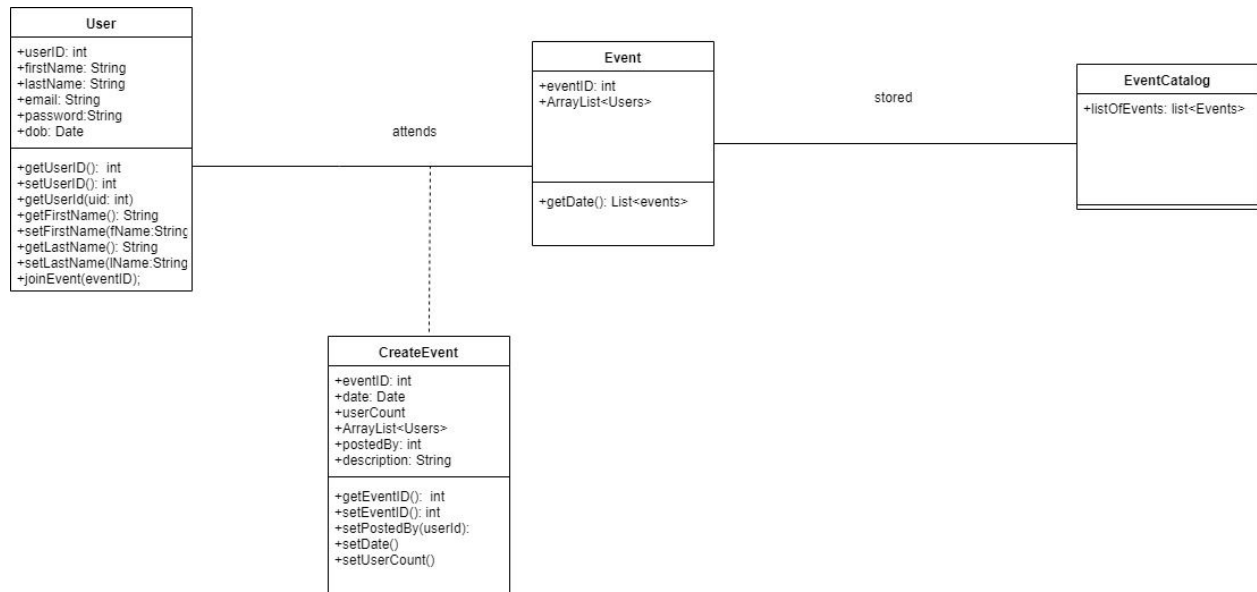 User
+userID: int
+firstName: String
+lastName: String
+email: String
+password:String
+dob: Date
+getUserID(): int
+setUserID(): int
+getUserId(uid: int)
+getFirstName(): String
+setFirstName(fName:String
+getLastName(): String
+setLastName(lName:String
+joinEvent(eventID);
attends
Event
+eventID: int
+ArrayList<Users>
+getDate(): List<events>
stored
EventCatalog
+listOfEvents: list<Events>
CreateEvent
+eventID: int
+date: Date
+userCount
+ArrayList<Users>
+postedBy: int
+description: String
+getEventID(): int
+setEventID(): int
+setPostedBy(userId):
+setDate()
+setUserCount()